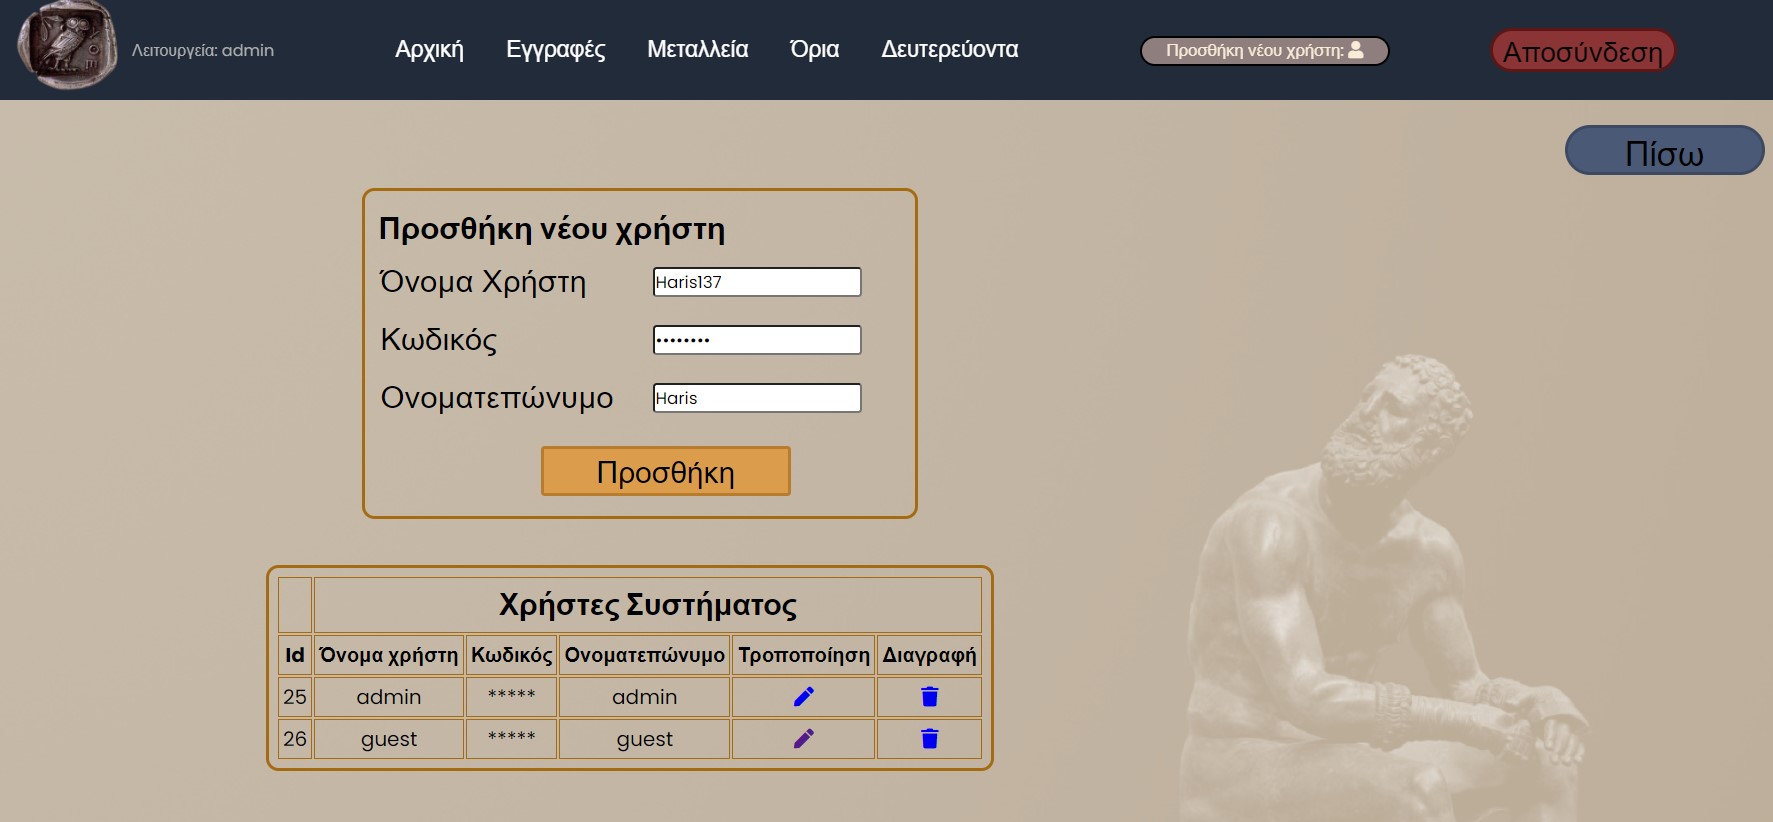 Λειτουργεία: admin
Αρχική Εγγραφές Μεταλλεία Όρια Δευτερεύοντα
Προσθήκη νέου χρήστη:
Αποσύνδεση
Πίσω
Προσθήκη νέου χρήστη
Όνομα Χρήστη Haris137
Κωδικός ••••••••
Ονοματεπώνυμο Haris
Προσθήκη
Χρήστες Συστήματος
Id Όνομα χρήστη Κωδικός Ονοματεπώνυμο Τροποποίηση Διαγραφή
25 admin ***** admin
26 guest ***** guest